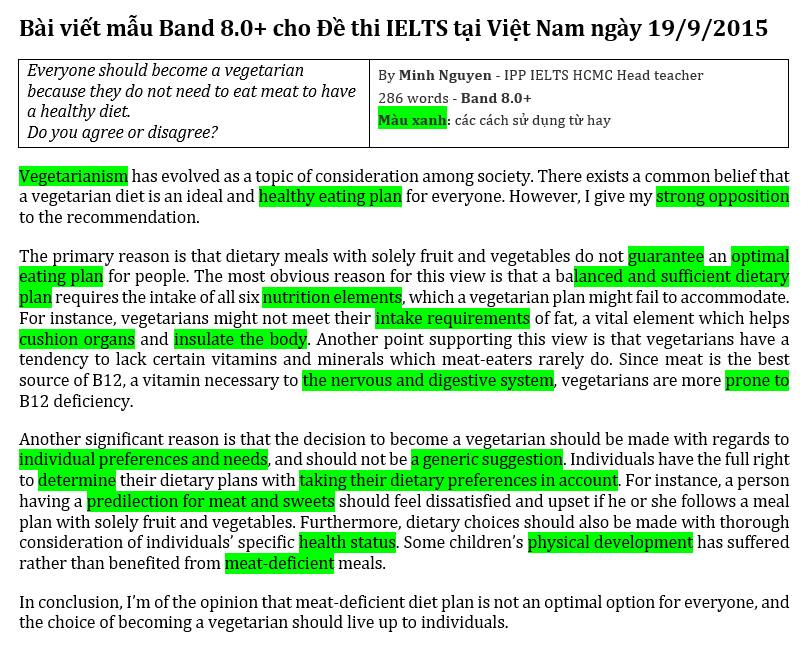 Bài viết mẫu Band 8.0+ cho Đề thi IELTS tại Việt Nam ngày 19/9/2015
Everyone should become a vegetarian
because they do not need to eat meat to have
a healthy diet.
Do you agree or disagree?
By Minh Nguyen - IPP IELTS HCMC Head teacher
286 words - Band 8.0+
Màu xanh: các cách sử dụng từ hay
Vegetarianism has evolved as a topic of consideration among society. There exists a common belief that
a vegetarian diet is an ideal and healthy eating plan for everyone. However, I give my strong opposition
to the recommendation.
The primary reason is that dietary meals with solely fruit and vegetables do not guarantee an optimal
eating plan for people. The most obvious reason for this view is that a balanced and sufficient dietary
plan requires the intake of all six nutrition elements, which a vegetarian plan might fail to accommodate.
For instance, vegetarians might not meet their intake requirements of fat, a vital element which helps
cushion organs and insulate the body. Another point supporting this view is that vegetarians have a
tendency to lack certain vitamins and minerals which meat-eaters rarely do. Since meat is the best
source of B12, a vitamin necessary to the nervous and digestive system, vegetarians are more prone to
B12 deficiency.
Another significant reason is that the decision to become a vegetarian should be made with regards to
individual preferences and needs, and should not be a generic suggestion. Individuals have the full right
to determine their dietary plans with taking their dietary preferences in account. For instance, a person
having a predilection for meat and sweets should feel dissatisfied and upset if he or she follows a meal
plan with solely fruit and vegetables. Furthermore, dietary choices should also be made with thorough
consideration of individuals' specific health status. Some children's physical development has suffered
rather than benefited from meat-deficient meals.
In conclusion, I'm of the opinion that meat-deficient diet plan is not an optimal option for everyone, and
the choice of becoming a vegetarian should live up to individuals.